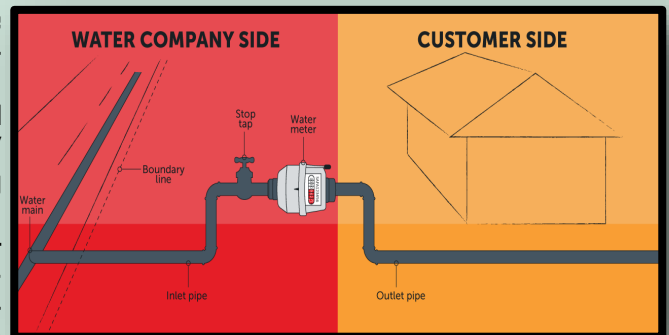 WATER COMPANY SIDE
CUSTOMER SIDE
Stop
tap
Water
meter
Boundary
line
Water
main
Inlet pipe
Outlet pipe